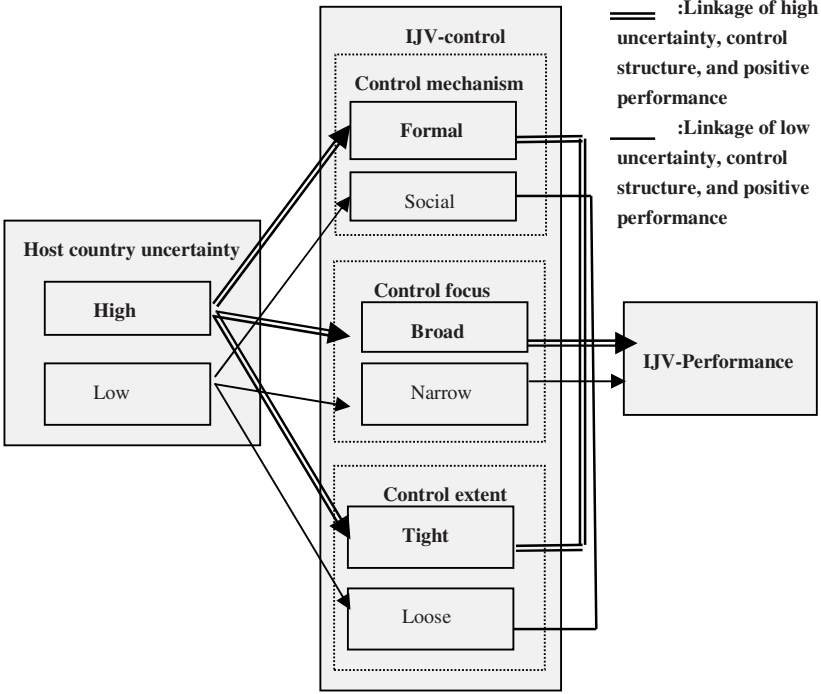 :Linkage of high
uncertainty, control
structure, and positive
performance
:Linkage of low
uncertainty, control
structure, and positive
performance
IJV-control
Control mechanism
Formal
Social
Host country uncertainty
High
Low
Control focus
Broad
Narrow
IJV-Performance
Control extent
Tight
Loose